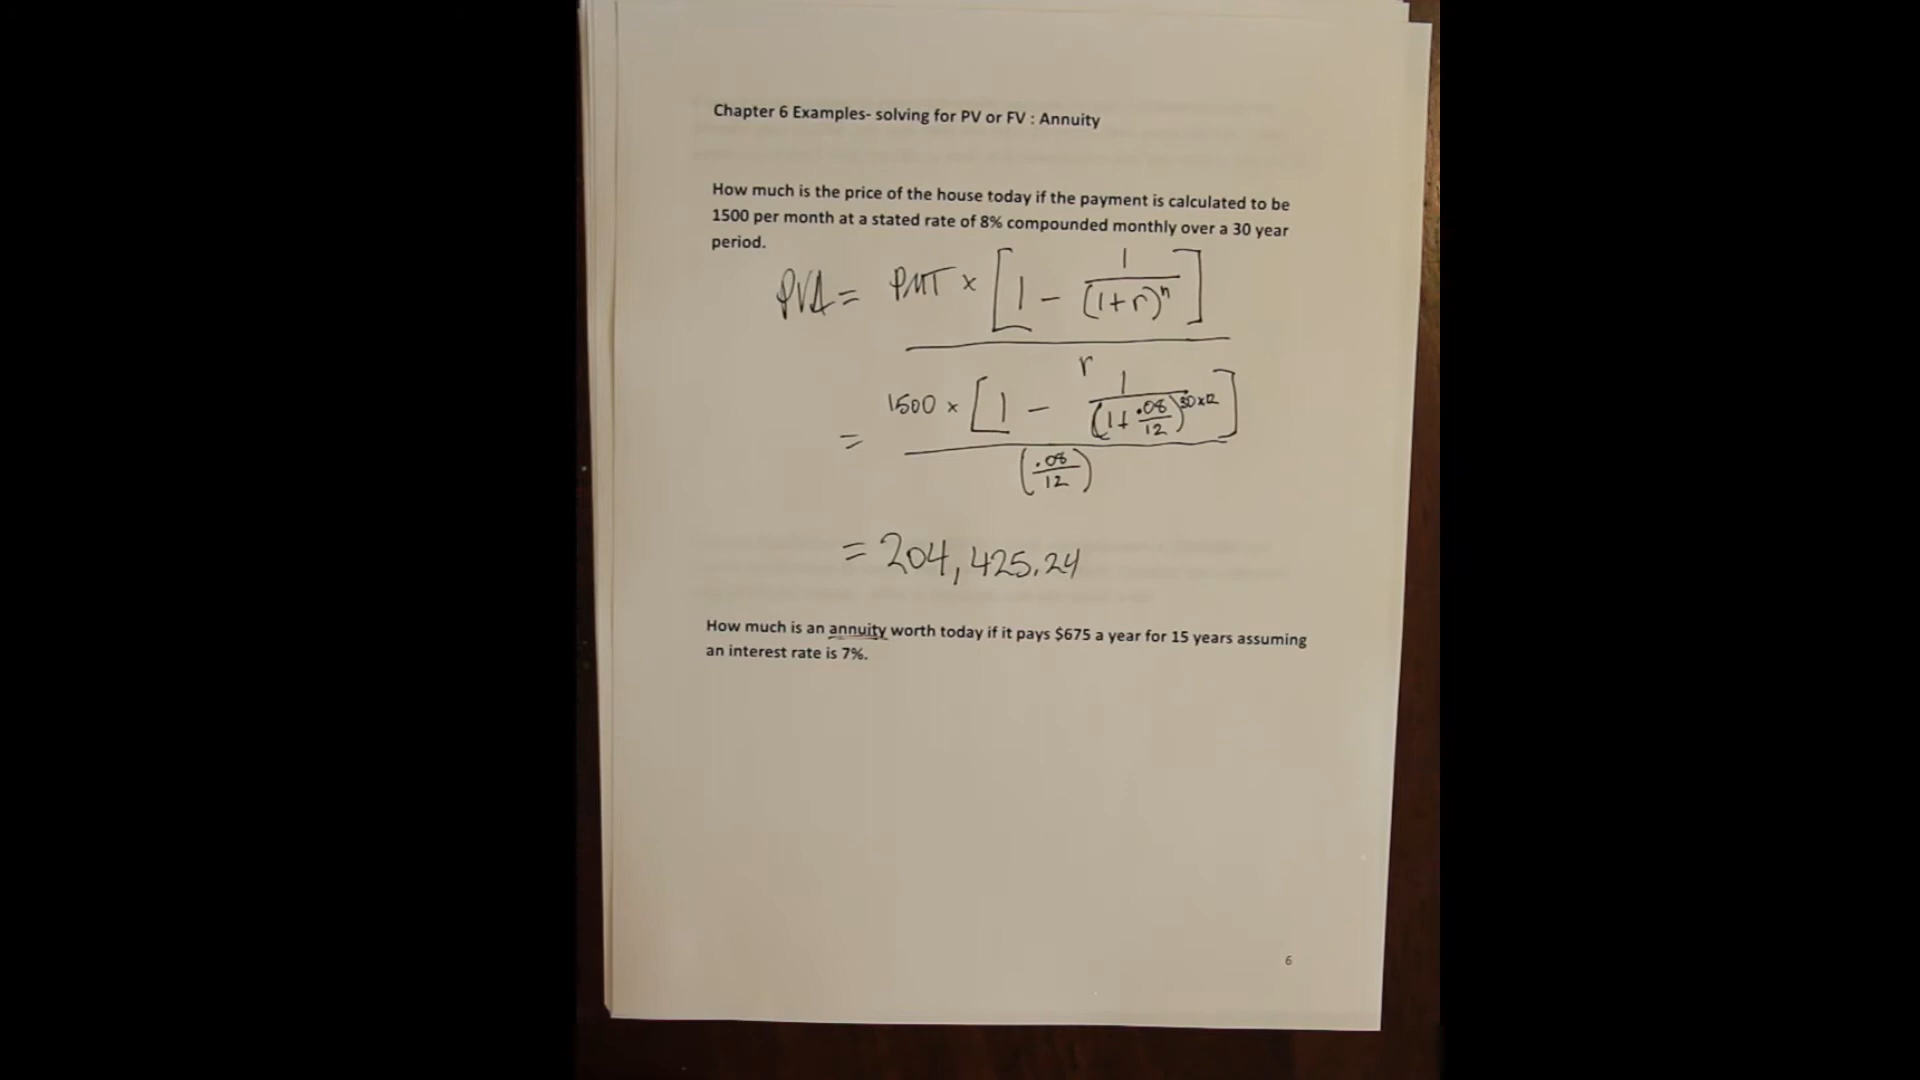 Chapter 6 Examples- solving for PV or FV : Annuity
How much is the price of the house today if the payment is calculated to be
1500 per month at a stated rate of 8% compounded monthly over a 30 year
period.
PVA = PMT × [1 - 1/(1+r)^n]
r
= 1500 × [1 - 1/(1+.08/12)^30×12]
(.08/12)
= 204,425.24
How much is an annuity worth today if it pays $675 a year for 15 years assuming
an interest rate is 7%.
6